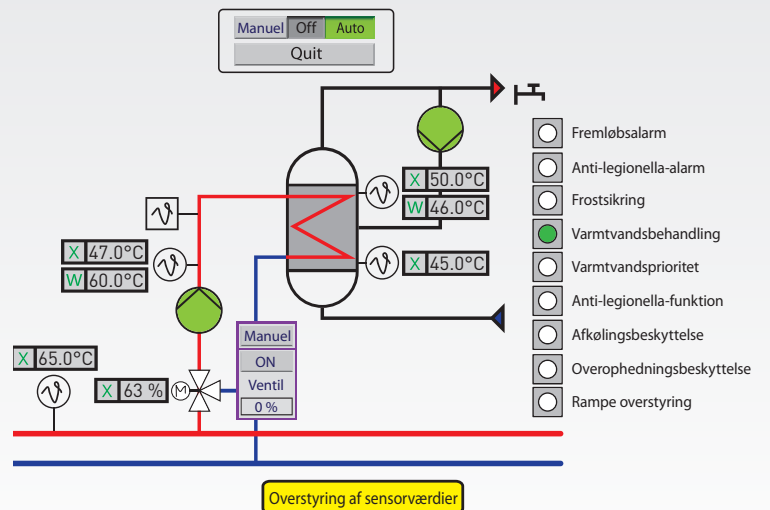 Manuel Off Auto
Quit
X 50.0°C
W 46.0°C
X 47.0°C
W 60.0°C
X 45.0°C
X 65.0°C
M X 63 %
Manuel
ON
Ventil
0 %
Fremløbsalarm
Anti-legionella-alarm
Frostsikring
Varmtvandsbehandling
Varmtvandsprioritet
Anti-legionella-funktion
Afkølingsbeskyttelse
Overophedningsbeskyttelse
Rampe overstyring
Overstyring af sensorværdier